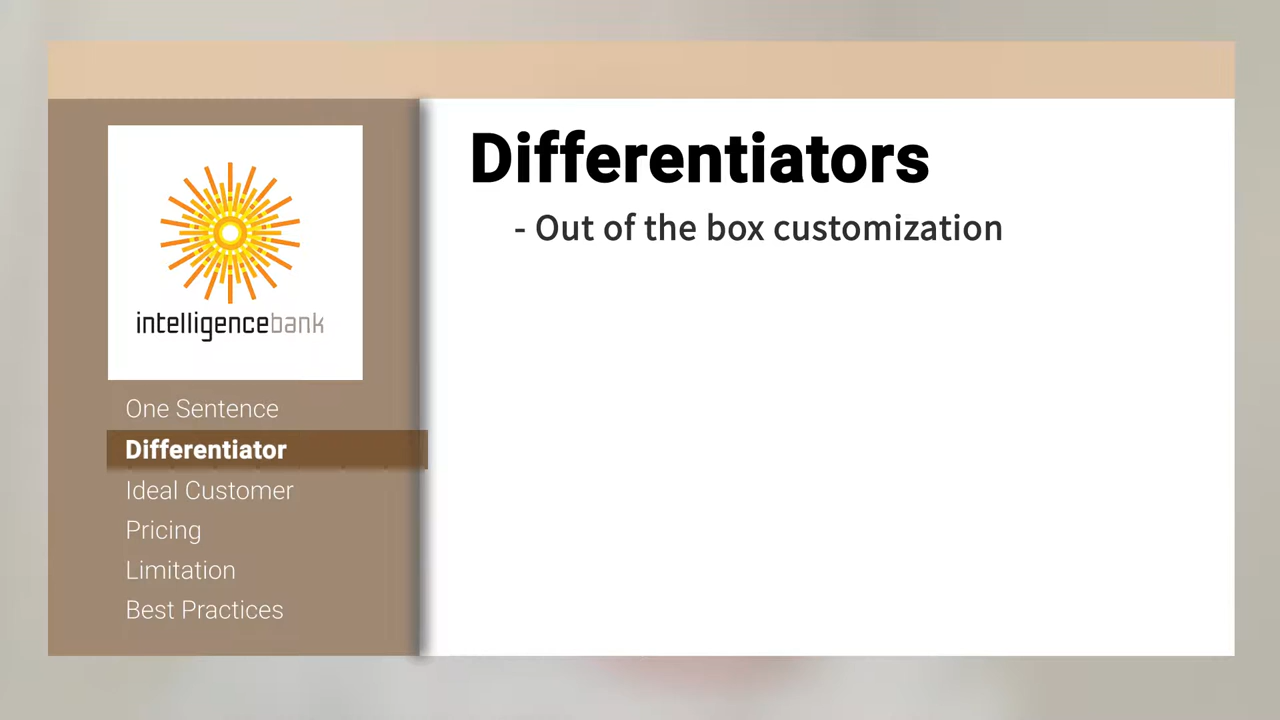 intelligencebank
One Sentence
Differentiator
Ideal Customer
Pricing
Limitation
Best Practices
Differentiators
- Out of the box customization